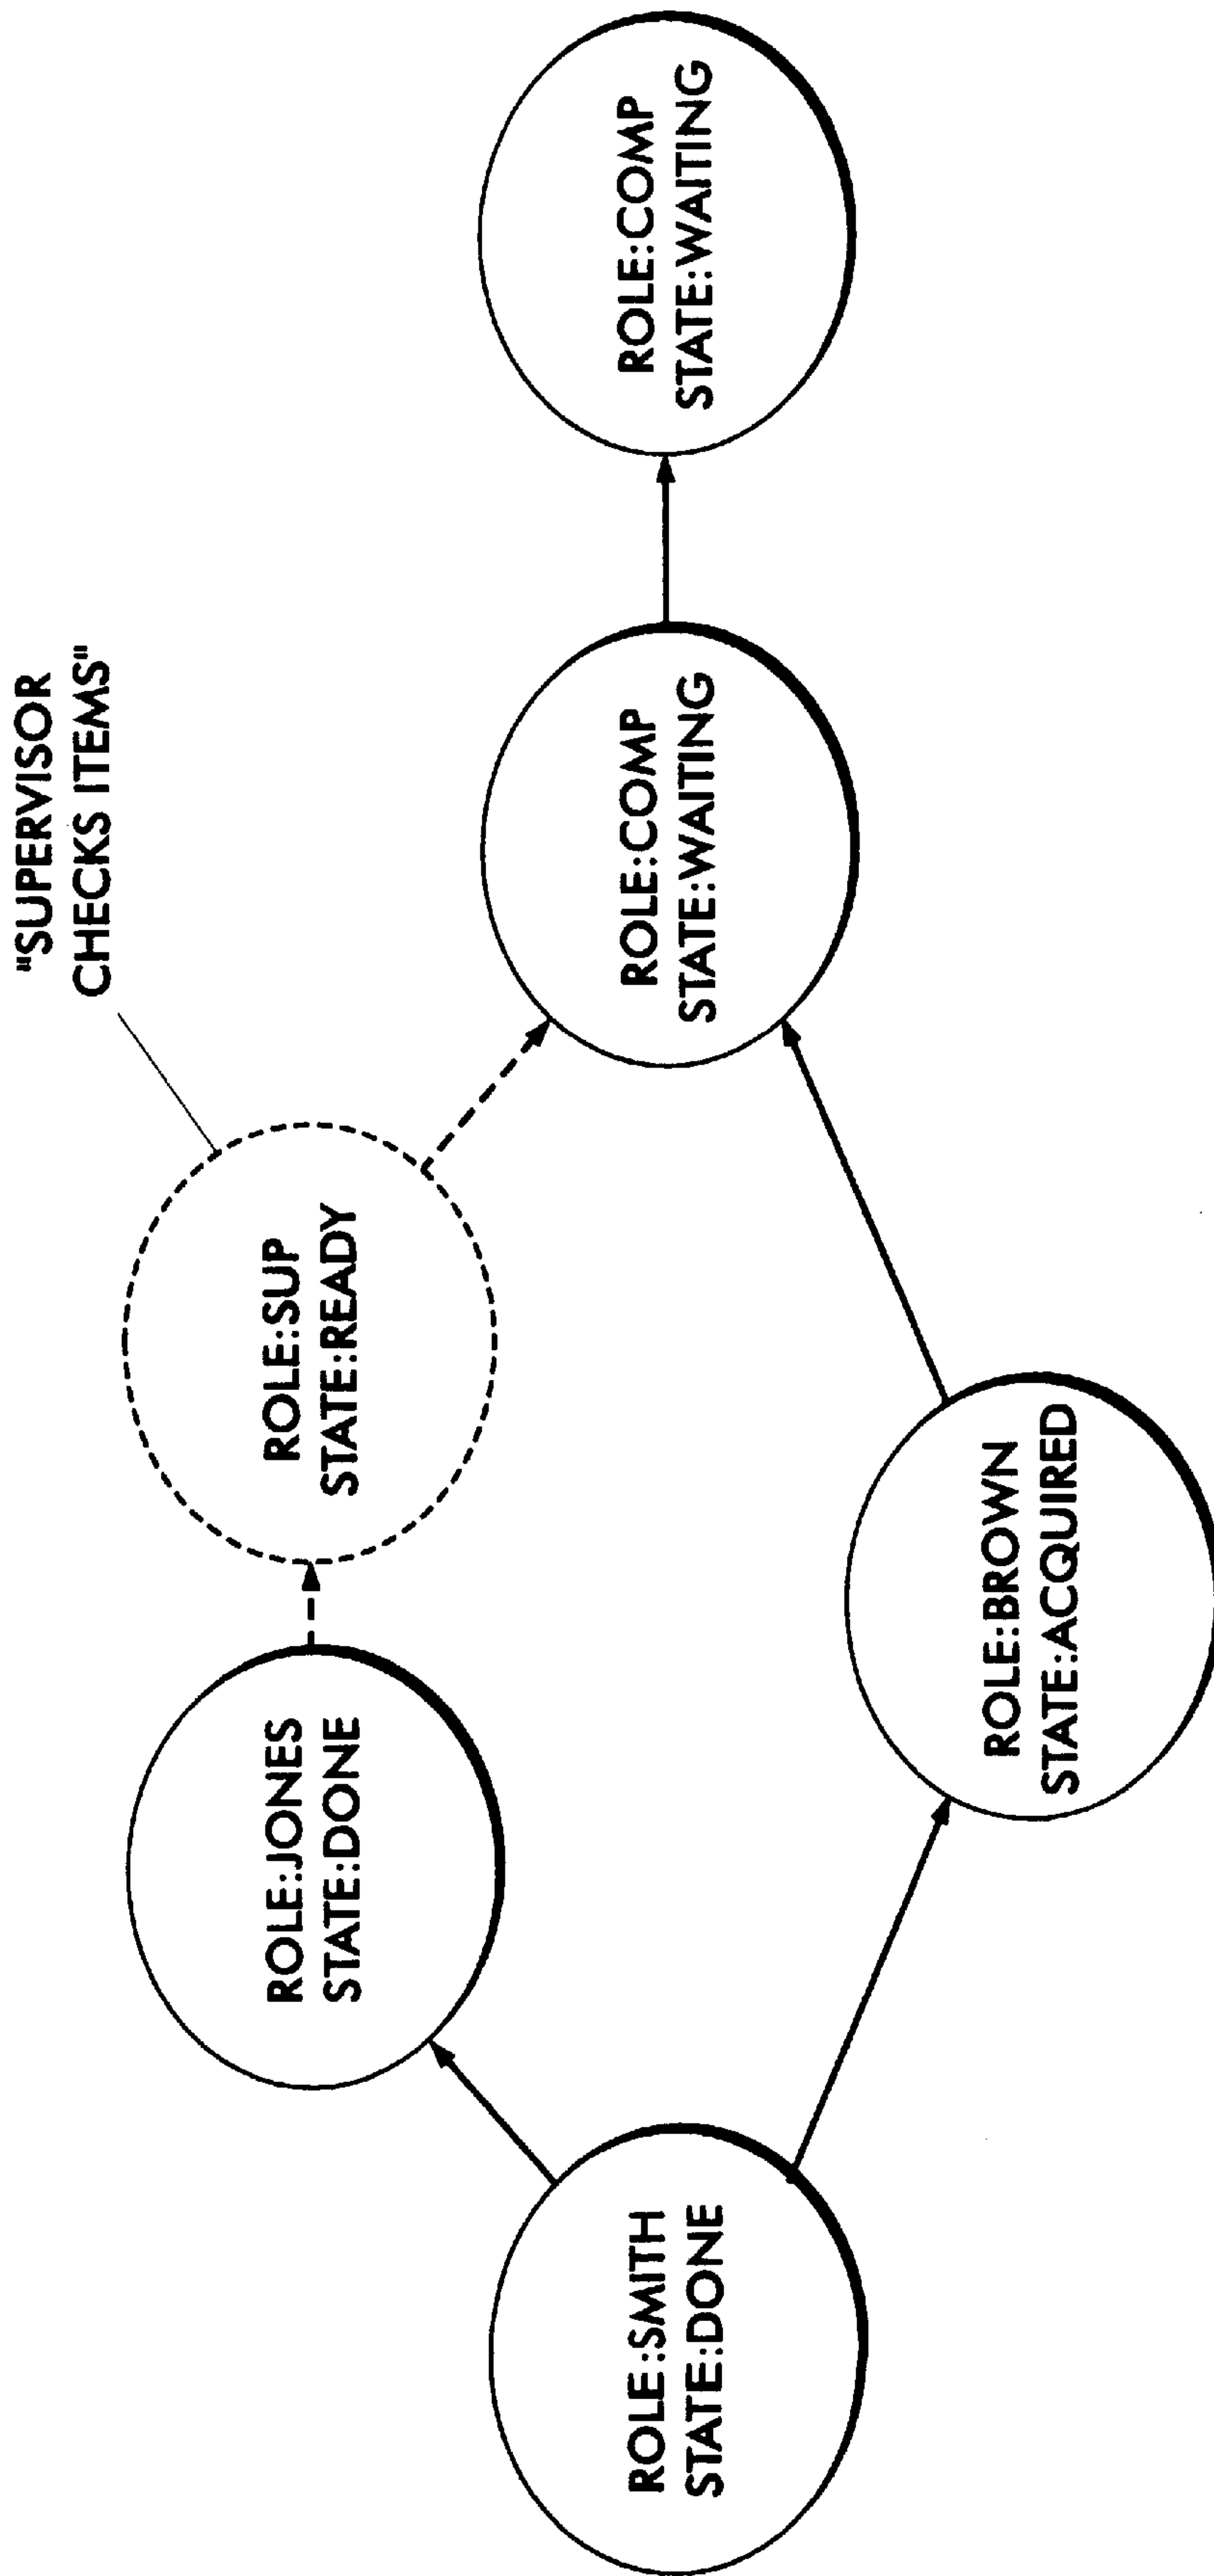 "SUPERVISOR
CHECKS ITEMS"
ROLE:JONES
STATE:DONE
ROLE:SUP
STATE:READY
ROLE:SMITH
STATE:DONE
ROLE:COMP
STATE:WAITING
ROLE:COMP
STATE:WAITING
ROLE:BROWN
STATE:ACQUIRED